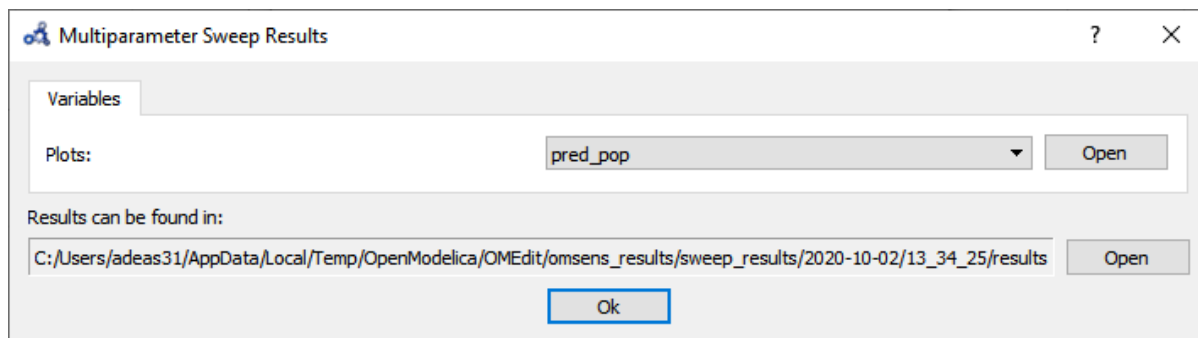 Multiparameter Sweep Results ?
Variables
Plots: pred_pop Open
Results can be found in:
C:/Users/adeas31/AppData/Local/Temp/OpenModelica/OMEdit/omsens_results/sweep_results/2020-10-02/13_34_25/results Open
Ok